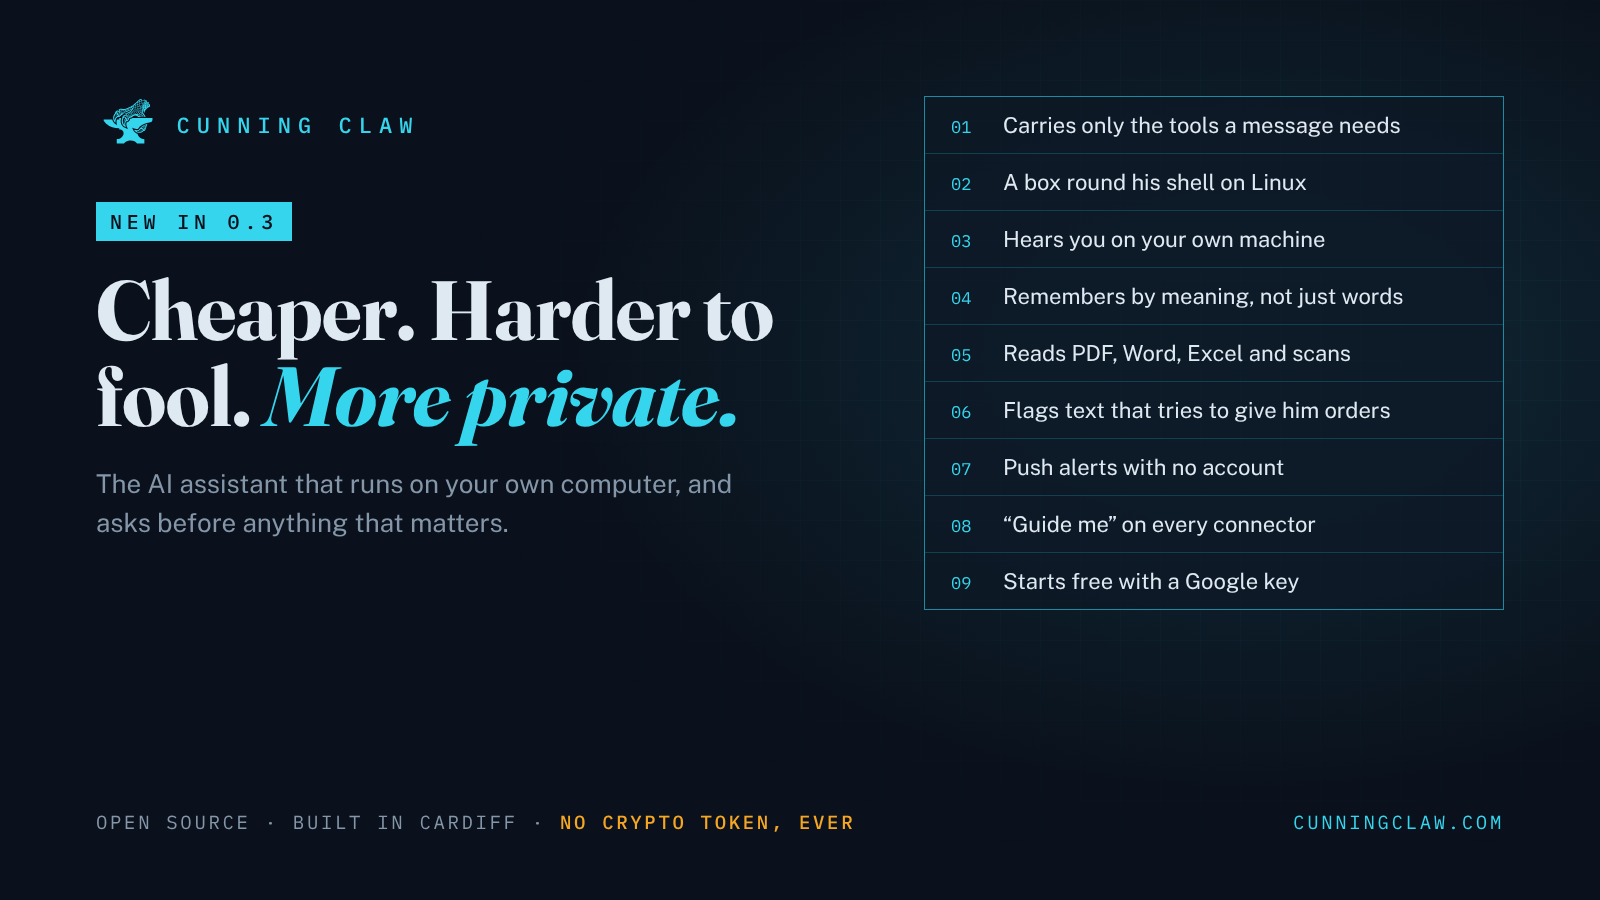 CUNNING CLAW
NEW IN 0.3
Cheaper. Harder to
fool. More private.
The AI assistant that runs on your own computer, and
asks before anything that matters.
01 Carries only the tools a message needs
02 A box round his shell on Linux
03 Hears you on your own machine
04 Remembers by meaning, not just words
05 Reads PDF, Word, Excel and scans
06 Flags text that tries to give him orders
07 Push alerts with no account
08 “Guide me” on every connector
09 Starts free with a Google key
OPEN SOURCE · BUILT IN CARDIFF · NO CRYPTO TOKEN, EVER
CUNNINGCLAW.COM